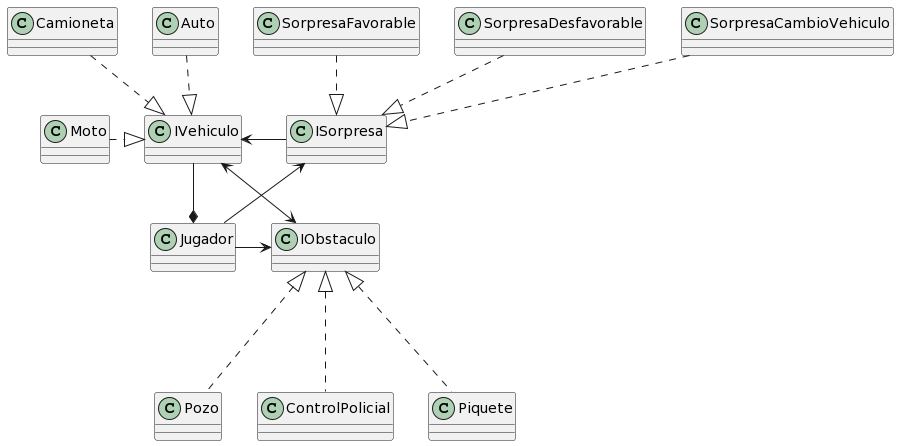 C Camioneta
C Auto
C SorpresaFavorable
C SorpresaDesfavorable
C SorpresaCambioVehiculo
C Moto
C IVehiculo
C ISorpresa
C Jugador
C IObstaculo
C Pozo
C ControlPolicial
C Piquete